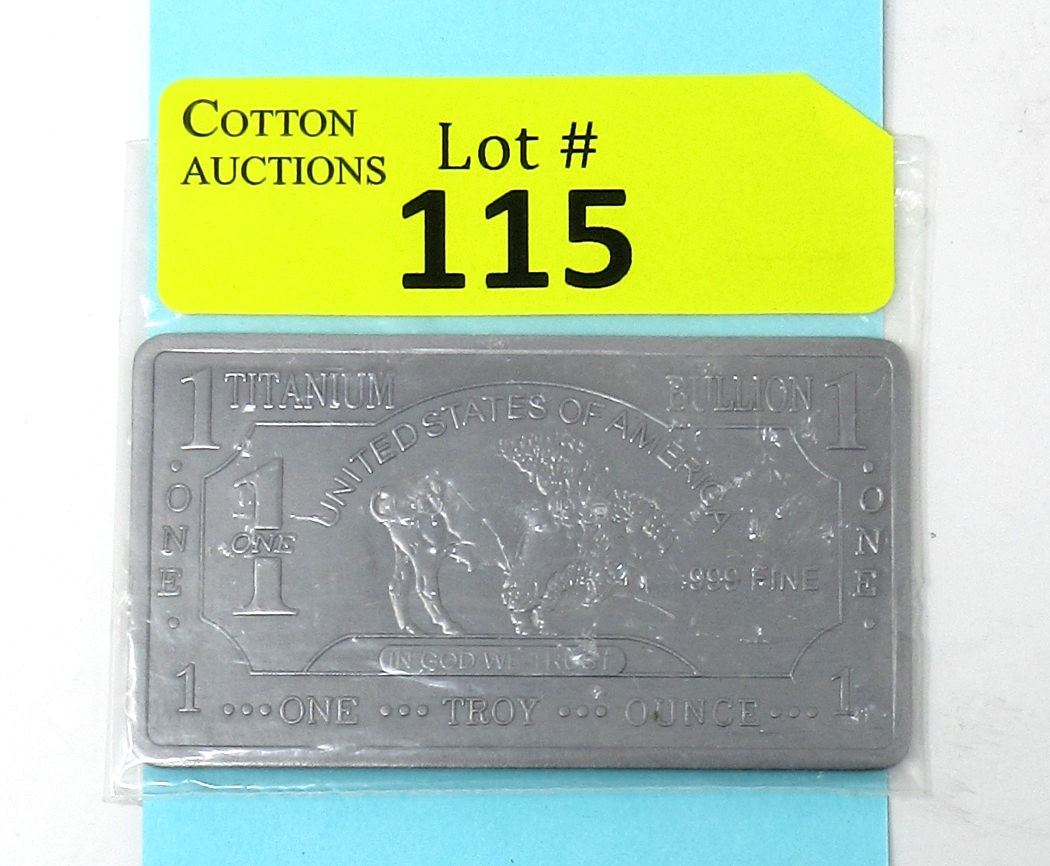 COTTON
AUCTIONS
Lot #
115
1 TITANIUM BULLION 1
UNITED STATES OF AMERICA
· ONE ·
1
ONE
.999 FINE
· ONE ·
IN GOD WE TRUST
1 ··· ONE ··· TROY ··· OUNCE ··· 1